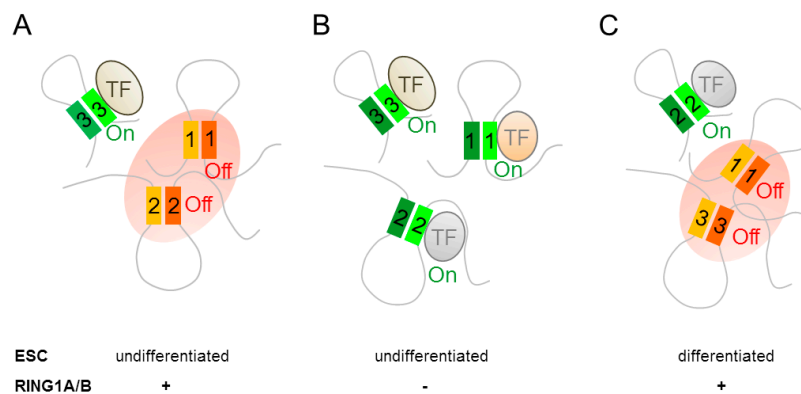 A
B
C
TF
3 3
On
1 1
Off
2 2
Off
TF
3 3
On
1 1
TF
On
2 2
TF
On
TF
2 2
On
1 1
Off
3 3
Off
ESC undifferentiated undifferentiated differentiated
RING1A/B + - +